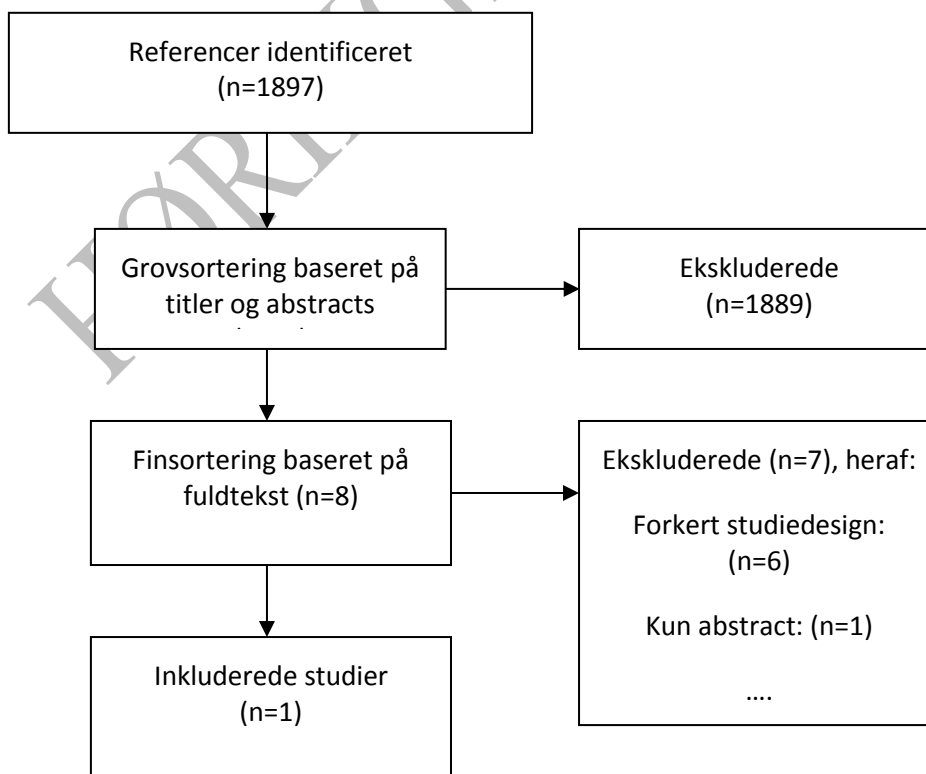 Referencer identificeret
(n=1897)
Grovsortering baseret på
titler og abstracts
Ekskluderede
(n=1889)
Finsortering baseret på
fuldtekst (n=8)
Ekskluderede (n=7), heraf:
Forkert studiedesign:
(n=6)
Kun abstract: (n=1)
....
Inkluderede studier
(n=1)